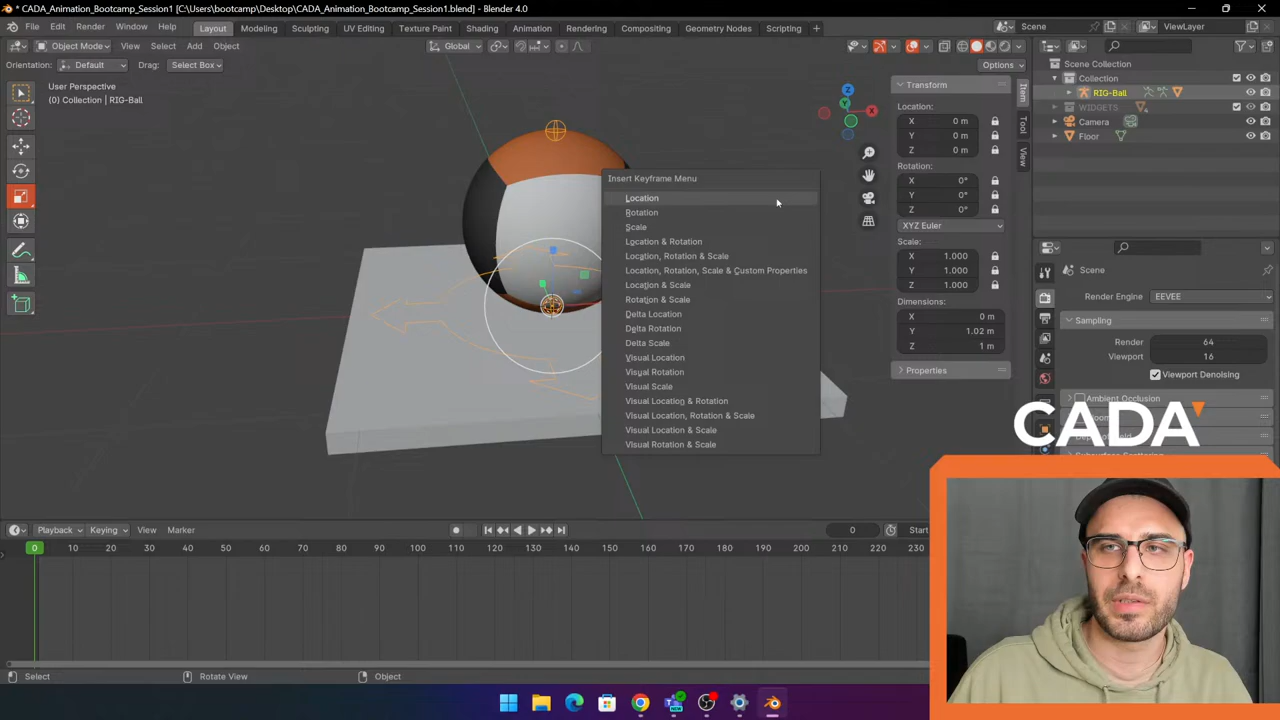 * CADA_Animation_Bootcamp_Session1 [C:\Users\bootcamp\Desktop\CADA_Animation_Bootcamp_Session1.blend] - Blender 4.0
File Edit Render Window Help Layout Modeling Sculpting UV Editing Texture Paint Shading Animation Rendering Compositing Geometry Nodes Scripting Scene ViewLayer
Object Mode View Select Add Object Global
Orientation: Default Drag: Select Box Options
User Perspective
(0) Collection | RIG-Ball
Insert Keyframe Menu
Location
Rotation
Scale
Location & Rotation
Location, Rotation & Scale
Location, Rotation, Scale & Custom Properties
Location & Scale
Rotation & Scale
Delta Location
Delta Rotation
Delta Scale
Visual Location
Visual Rotation
Visual Scale
Visual Location & Rotation
Visual Location, Rotation & Scale
Visual Location & Scale
Visual Rotation & Scale
Z
Y
X
Transform
Location:
X 0 m
Y 0 m
Z 0 m
Rotation:
X 0°
Y 0°
Z 0°
XYZ Euler
Scale:
X 1.000
Y 1.000
Z 1.000
Dimensions:
X 0 m
Y 1.02 m
Z 1 m
Properties
Item
Tool
View
Scene Collection
Collection
RIG-Ball
WIDGETS
Camera
Floor
Scene
Render Engine EEVEE
Sampling
Render 64
Viewport 16
Viewport Denoising
Ambient Occlusion
CADA
Playback Keying View Marker 0 Start
0 10 20 30 40 50 60 70 80 90 100 110 120 130 140 150 160 170 180 190 200 210 220 230
Select Rotate View Object